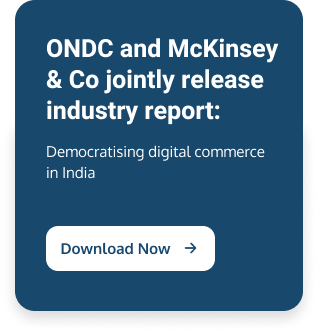 ONDC and McKinsey
& Co jointly release
industry report:
Democratising digital commerce
in India
Download Now →